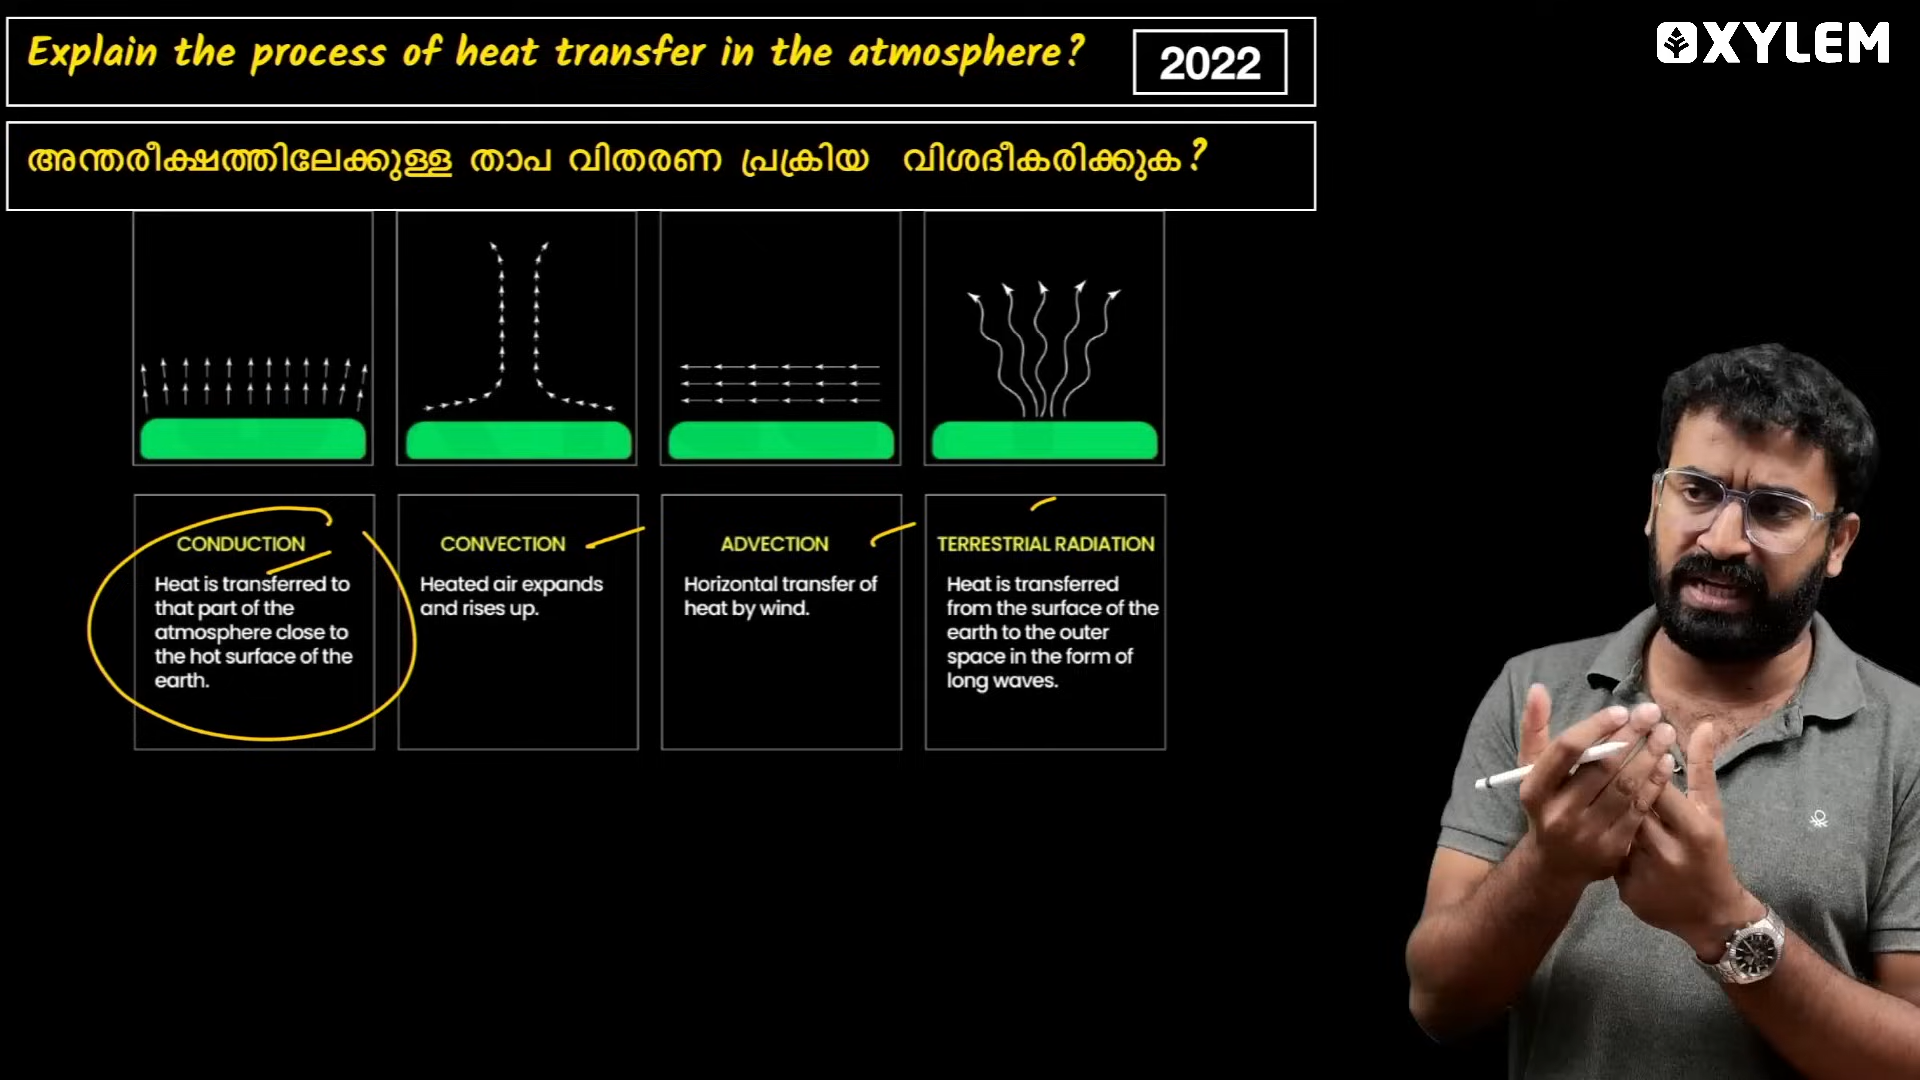 Explain the process of heat transfer in the atmosphere?
2022
XYLEM
അന്തരീക്ഷത്തിലേക്കുള്ള താപ വിതരണ പ്രക്രിയ വിശദീകരിക്കുക?
CONDUCTION
Heat is transferred to
that part of the
atmosphere close to
the hot surface of the
earth.
CONVECTION
Heated air expands
and rises up.
ADVECTION
Horizontal transfer of
heat by wind.
TERRESTRIAL RADIATION
Heat is transferred
from the surface of the
earth to the outer
space in the form of
long waves.